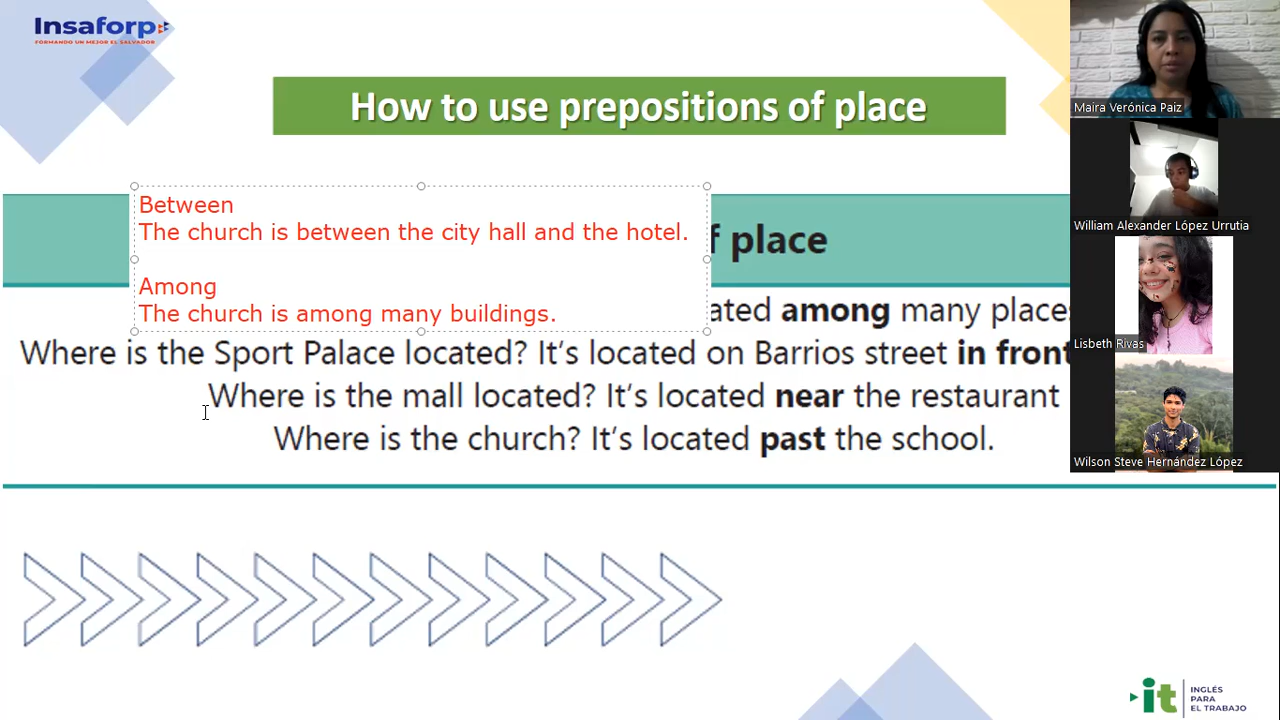 Insaforp
FORMANDO UN MEJOR EL SALVADOR
How to use prepositions of place
Between
The church is between the city hall and the hotel.
Among
The church is among many buildings.
f place
ated among many places
Where is the Sport Palace located? It's located on Barrios street in front
Where is the mall located? It's located near the restaurant
Where is the church? It's located past the school.
Maira Verónica Paiz
William Alexander López Urrutia
Lisbeth Rivas
Wilson Steve Hernández López
it
INGLÉS
PARA
EL TRABAJO